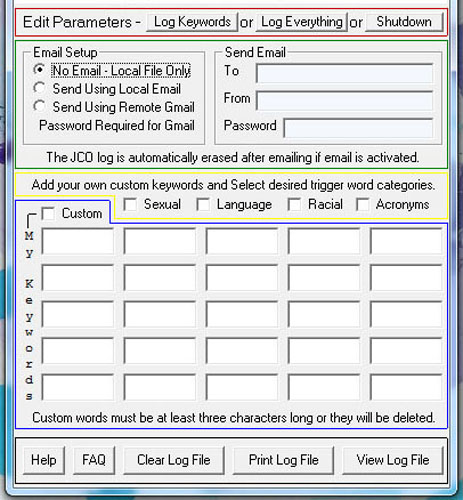 Edit Parameters - Log Keywords or Log Everything or Shutdown
Email Setup
No Email - Local File Only
Send Using Local Email
Send Using Remote Gmail
Password Required for Gmail
Send Email
To
From
Password
The JCO log is automatically erased after emailing if email is activated.
Add your own custom keywords and Select desired trigger word categories.
Custom Sexual Language Racial Acronyms
My Keywords
Custom words must be at least three characters long or they will be deleted.
Help FAQ Clear Log File Print Log File View Log File